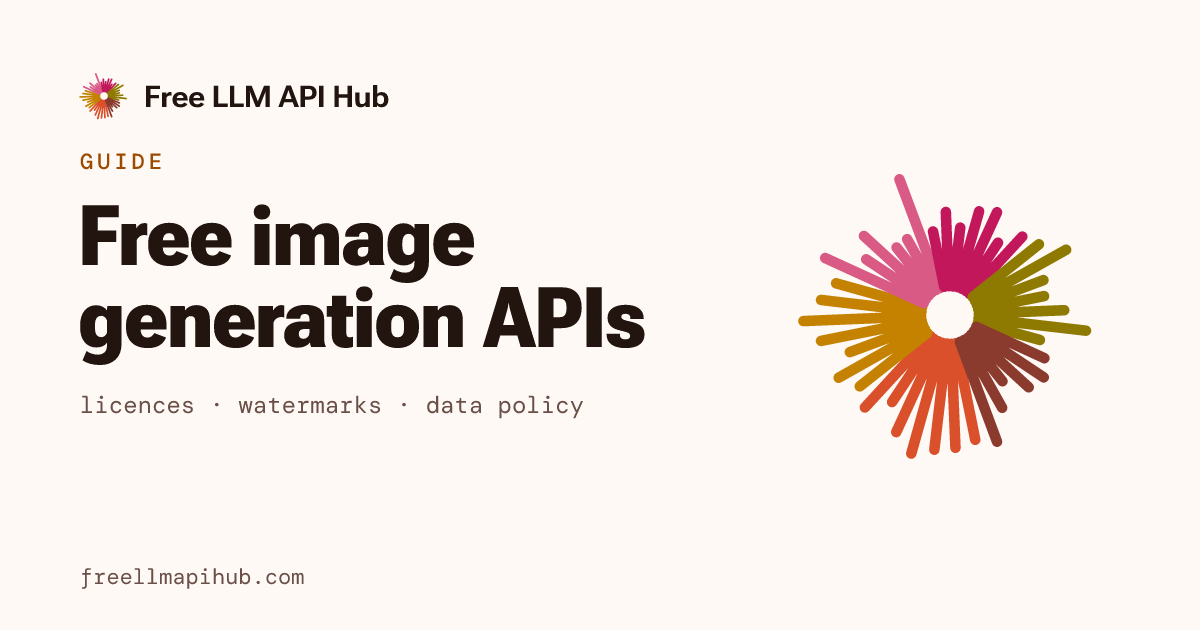 Free LLM API Hub
GUIDE
Free image
generation APIs
licences · watermarks · data policy
freellmapihub.com